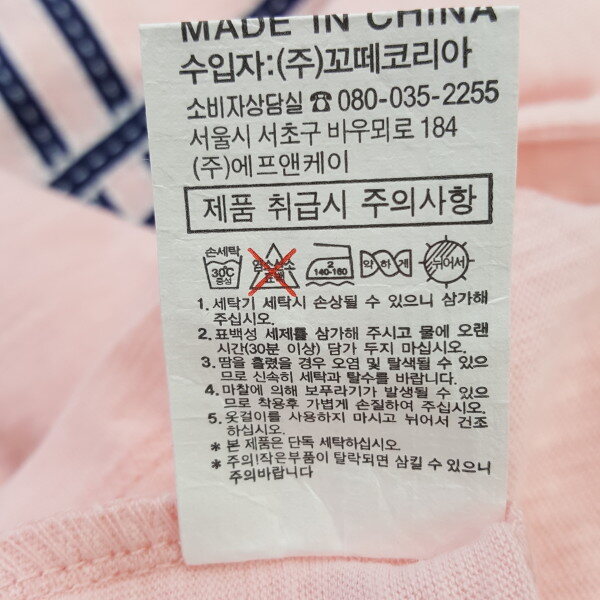 MADE IN CHINA
수입자:(주)꼬떼코리아
소비자상담실 ☎ 080-035-2255
서울시 서초구 바우뫼로 184
(주)에프앤케이
제품 취급시 주의사항
손세탁 30℃ 중성
염소산소 표백
2 140-160
약하게
뉘어서
1. 세탁기 세탁시 손상될 수 있으니 삼가해
주십시오.
2. 표백성 세제를 삼가해 주시고 물에 오랜
시간(30분 이상) 담가 두지 마십시오.
3. 땀을 흘렸을 경우 오염 및 탈색될 수 있으
므로 신속히 세탁과 탈수를 바랍니다.
4. 마찰에 의해 보푸라기가 발생될 수 있으
므로 착용후 가볍게 손질하여 주십시오.
5. 옷걸이를 사용하지 마시고 뉘어서 건조
하십시오.
* 본 제품은 단독 세탁하십시오.
* 주의!작은부품이 탈락되면 삼킬 수 있으니
주의바랍니다